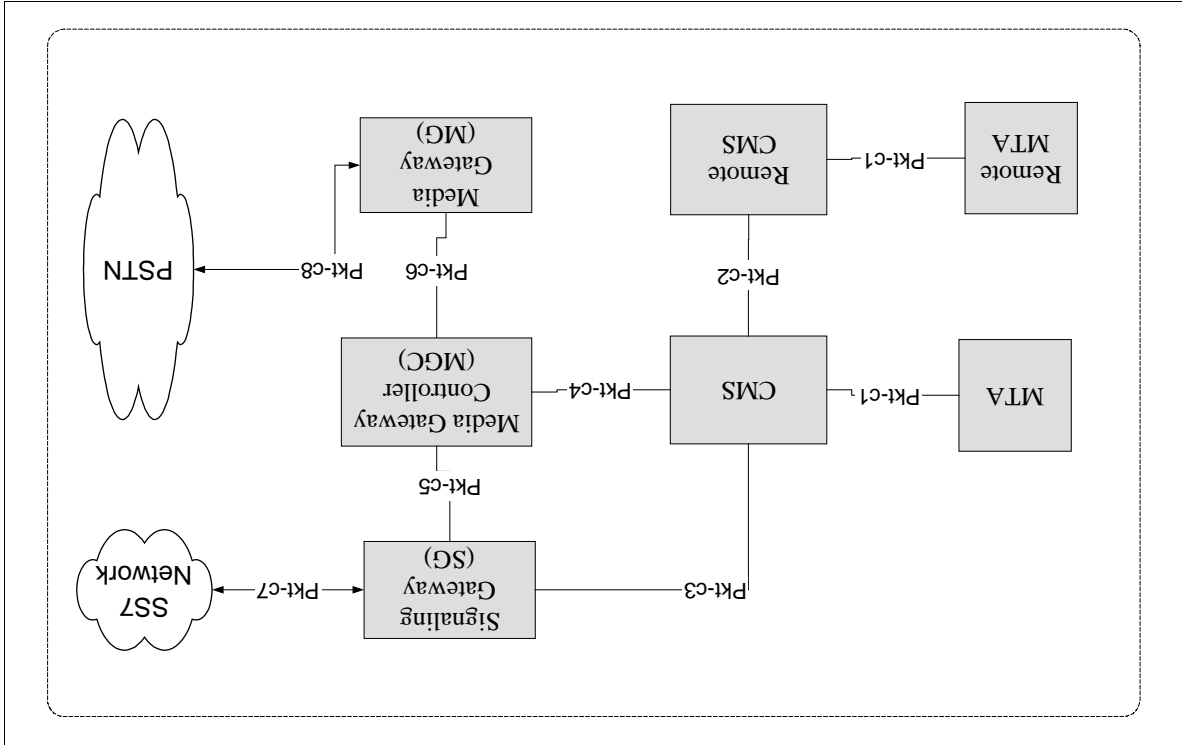 Signaling
Gateway
(SG)
SS7
Network
Pkt-c3
Pkt-c7
Pkt-c5
MTA
Pkt-c1
CMS
Pkt-c4
Media Gateway
Controller
(MGC)
Pkt-c2
Pkt-c6
Pkt-c8
PSTN
Remote
MTA
Pkt-c1
Remote
CMS
Media
Gateway
(MG)